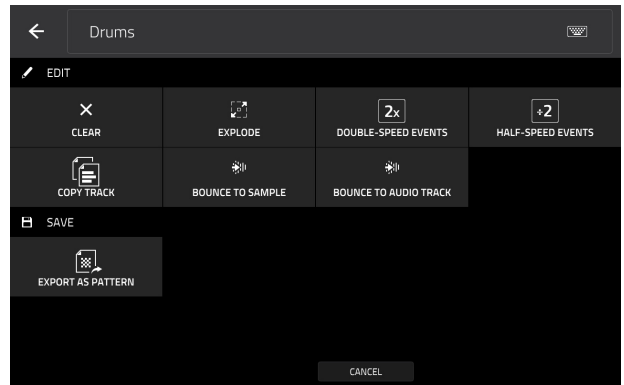 Drums
EDIT
CLEAR
EXPLODE
2x
DOUBLE-SPEED EVENTS
÷2
HALF-SPEED EVENTS
COPY TRACK
BOUNCE TO SAMPLE
BOUNCE TO AUDIO TRACK
SAVE
EXPORT AS PATTERN
CANCEL